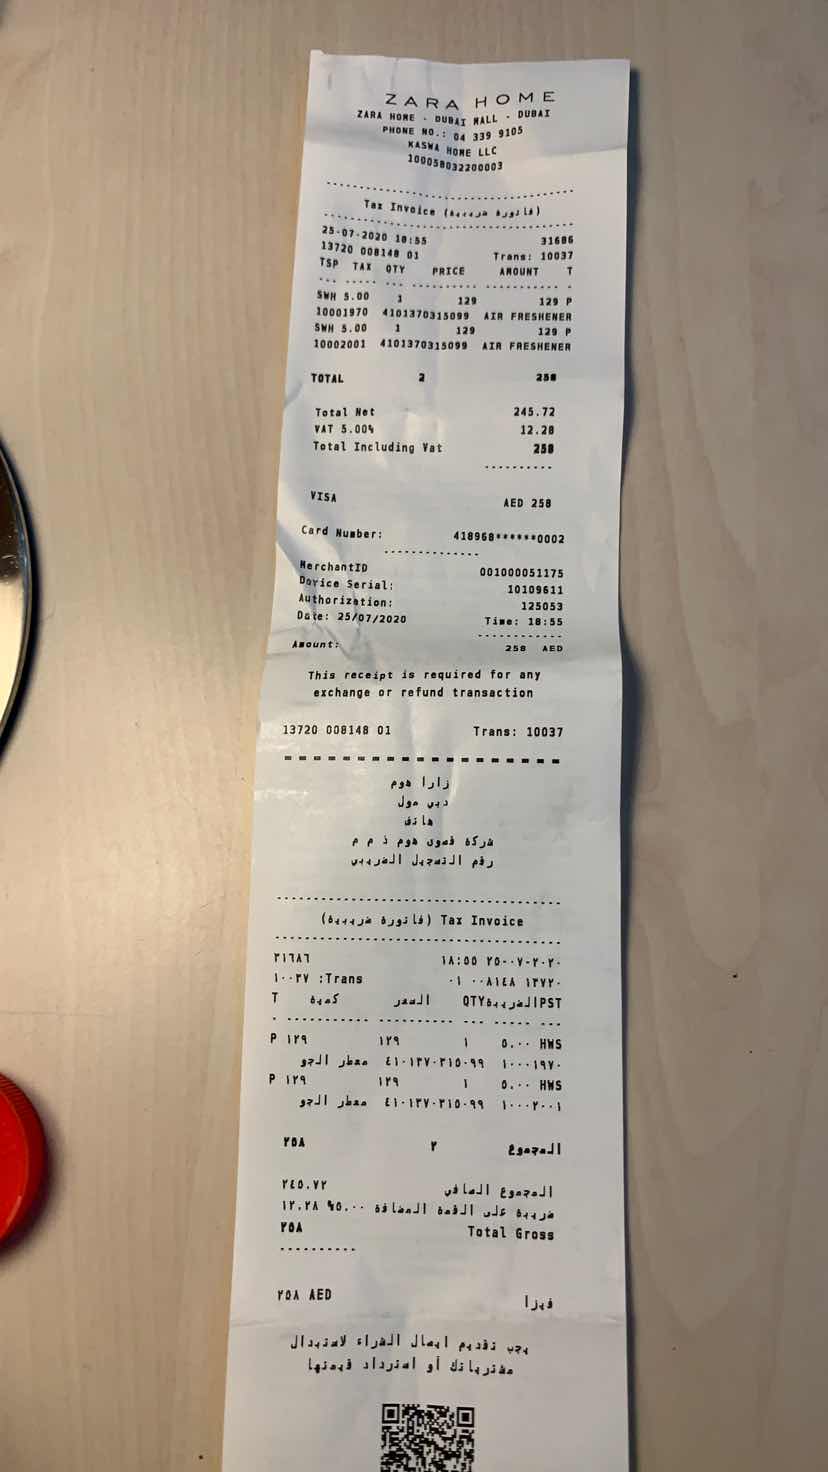 ZARA HOME
ZARA HOME - DUBAI MALL - DUBAI
PHONE NO.: 04 339 9105
KASWA HOME LLC
100058032200003
Tax Invoice (فاتورة ضريبية)
25-07-2020 18:55 31686
13720 008148 01 Trans: 10037
TSP TAX QTY PRICE AMOUNT T
SWH 5.00 1 129 129 P
10001970 4101370315099 AIR FRESHENER
SWH 5.00 1 129 129 P
10002001 4101370315099 AIR FRESHENER
TOTAL 2 258
Total Net 245.72
VAT 5.00% 12.28
Total Including Vat 258
VISA AED 258
Card Number: 418968******0002
MerchantID 001000051175
Device Serial: 10109611
Authorization: 125053
Date: 25/07/2020 Time: 18:55
Amount: 258 AED
This receipt is required for any
exchange or refund transaction
13720 008148 01 Trans: 10037
زارا هوم
دبي مول
هاتف
شركة قصوى هوم ذ م م
رقم التسجيل الضريبي
Tax Invoice (فاتورة ضريبية)
٢٥-٠٧-٢٠٢٠ ١٨:٥٥ ٣١٦٨٦
١٣٧٢٠ ٠٠٨١٤٨ ٠١ Trans: ١٠٠٣٧
PST الضريبة QTY السعر كمية T
HWS ٥.٠٠ ١ ١٢٩ ١٢٩ P
١٠٠٠١٩٧٠ ٤١٠١٣٧٠٣١٥٠٩٩ معطر الجو
HWS ٥.٠٠ ١ ١٢٩ ١٢٩ P
١٠٠٠٢٠٠١ ٤١٠١٣٧٠٣١٥٠٩٩ معطر الجو
المجموع ٢ ٢٥٨
المجموع الصافي ٢٤٥.٧٢
ضريبة على القمة المضافة ٥.٠٠% ١٢.٢٨
Total Gross ٢٥٨
فيزا ٢٥٨ AED
يجب تقديم ايصال الشراء لاستبدال
مشترياتك أو استرداد قيمتها